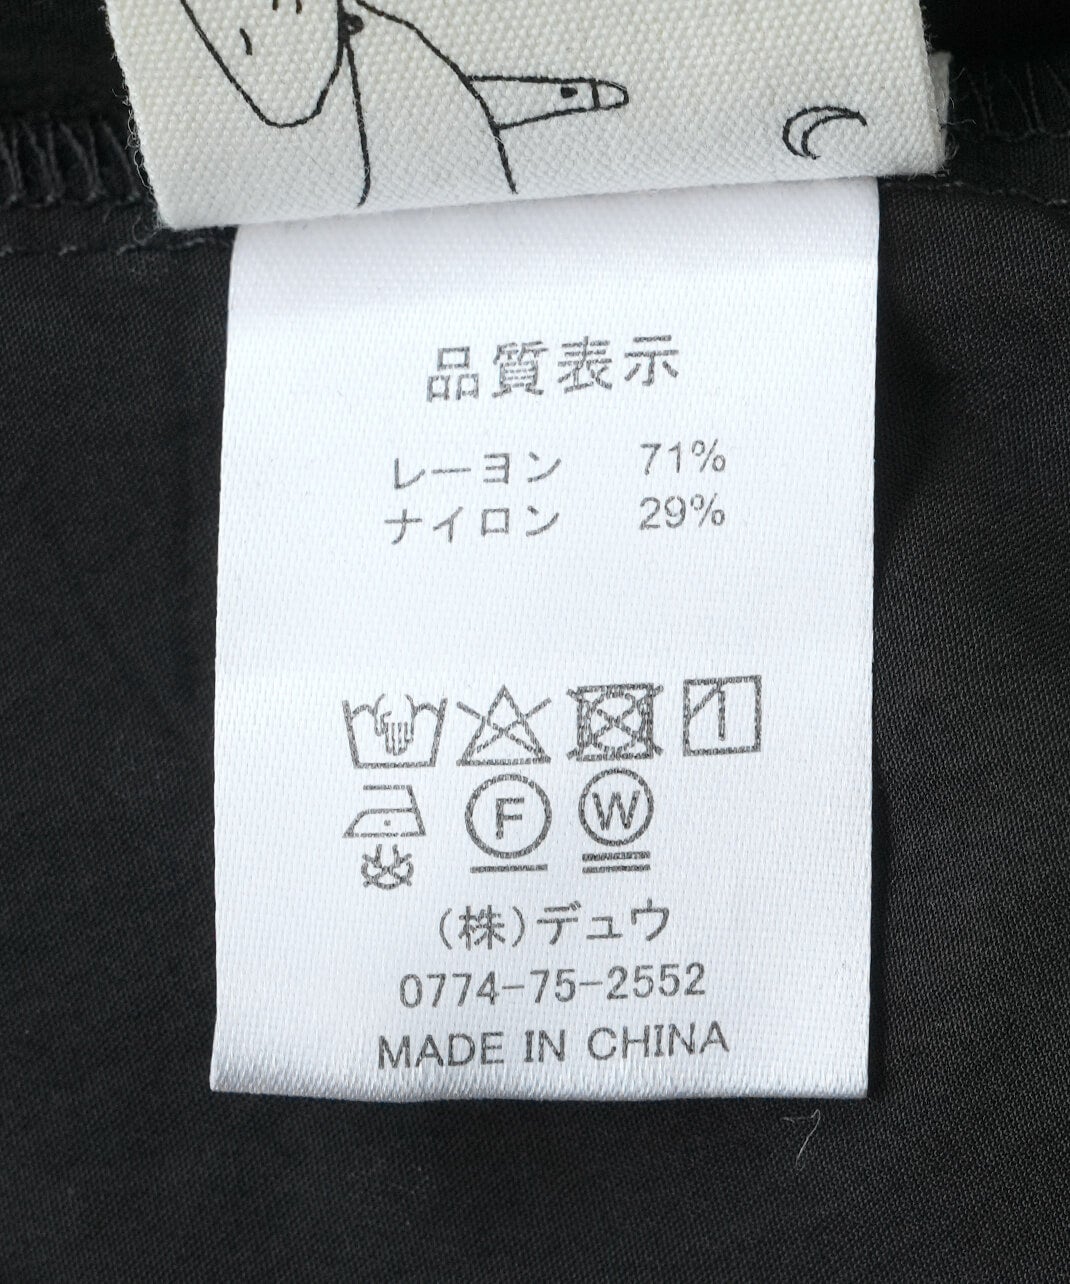 品質表示
レーヨン 71%
ナイロン 29%
F W
(株)デュウ
0774-75-2552
MADE IN CHINA